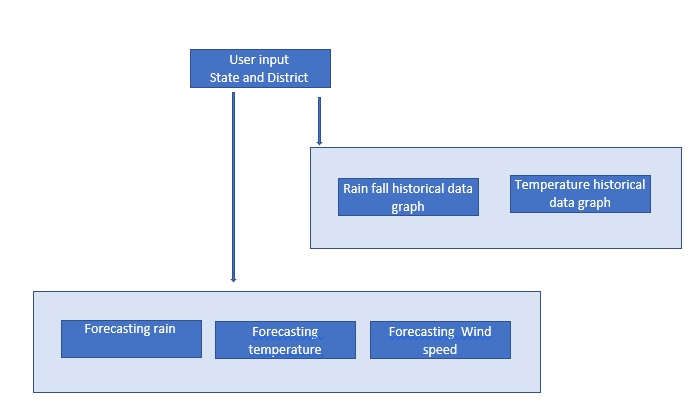 User input
State and District
Rain fall historical data
graph
Temperature historical
data graph
Forecasting rain
Forecasting
temperature
Forecasting  Wind
speed